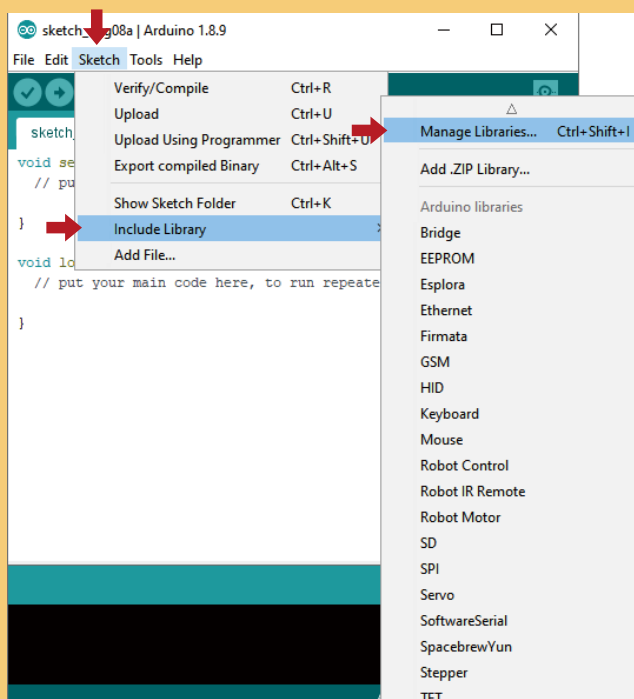 sketch_ g08a | Arduino 1.8.9
File Edit Sketch Tools Help
Verify/Compile Ctrl+R
Upload Ctrl+U
Upload Using Programmer Ctrl+Shift+U
Export compiled Binary Ctrl+Alt+S
Show Sketch Folder Ctrl+K
Include Library
Add File...
sketch_
void se
// pu
}
void lo
// put your main code here, to run repeate
}
Manage Libraries... Ctrl+Shift+I
Add .ZIP Library...
Arduino libraries
Bridge
EEPROM
Esplora
Ethernet
Firmata
GSM
HID
Keyboard
Mouse
Robot Control
Robot IR Remote
Robot Motor
SD
SPI
Servo
SoftwareSerial
SpacebrewYun
Stepper
TFT